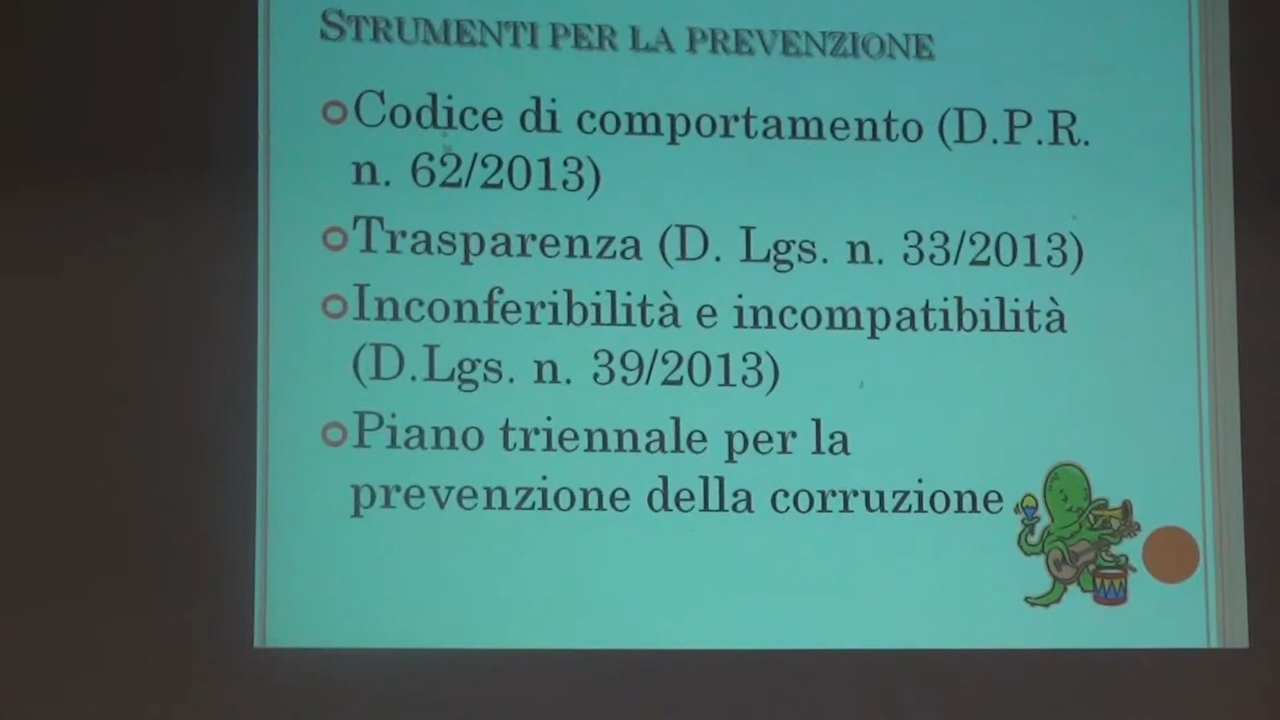 STRUMENTI PER LA PREVENZIONE
Codice di comportamento (D.P.R.
n. 62/2013)
Trasparenza (D. Lgs. n. 33/2013)
Inconferibilità e incompatibilità
(D.Lgs. n. 39/2013)
Piano triennale per la
prevenzione della corruzione